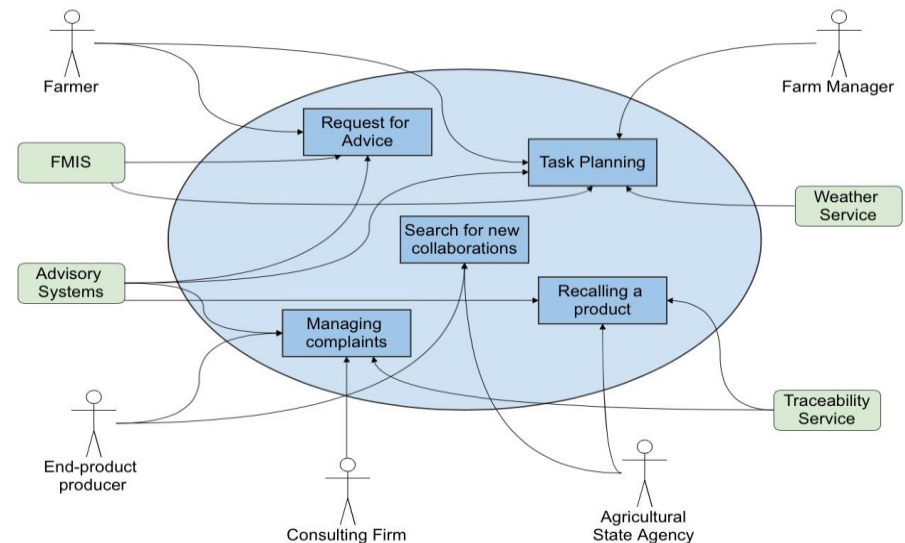 Farmer
Farm Manager
Request for
Advice
FMIS
Task Planning
Weather
Service
Search for new
collaborations
Advisory
Systems
Recalling a
product
Managing
complaints
Traceability
Service
End-product
producer
Consulting Firm
Agricultural
State Agency